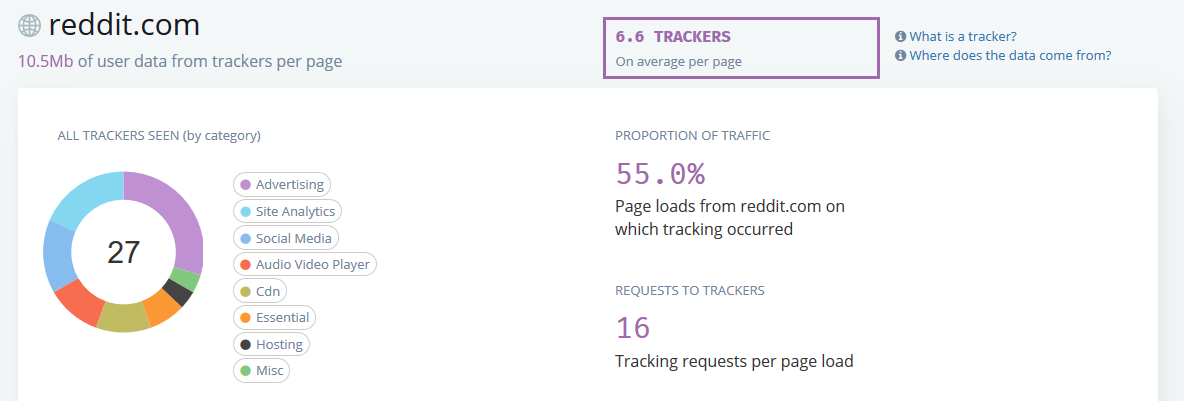 reddit.com
10.5Mb of user data from trackers per page
6.6 TRACKERS
On average per page
What is a tracker?
Where does the data come from?
ALL TRACKERS SEEN (by category)
27
Advertising
Site Analytics
Social Media
Audio Video Player
Cdn
Essential
Hosting
Misc
PROPORTION OF TRAFFIC
55.0%
Page loads from reddit.com on
which tracking occurred
REQUESTS TO TRACKERS
16
Tracking requests per page load